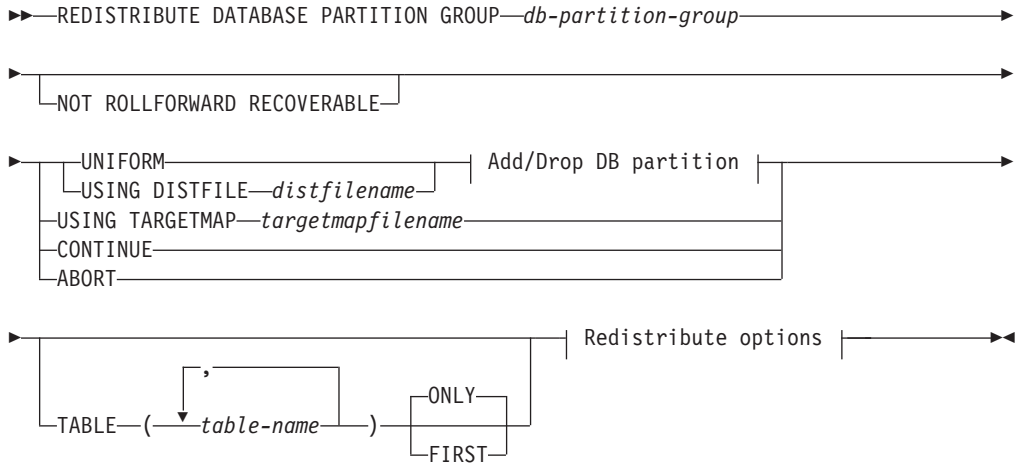 REDISTRIBUTE DATABASE PARTITION GROUP db-partition-group
NOT ROLLFORWARD RECOVERABLE
UNIFORM Add/Drop DB partition
USING DISTFILE distfilename
USING TARGETMAP targetmapfilename
CONTINUE
ABORT
Redistribute options
,
ONLY
TABLE ( table-name )
FIRST